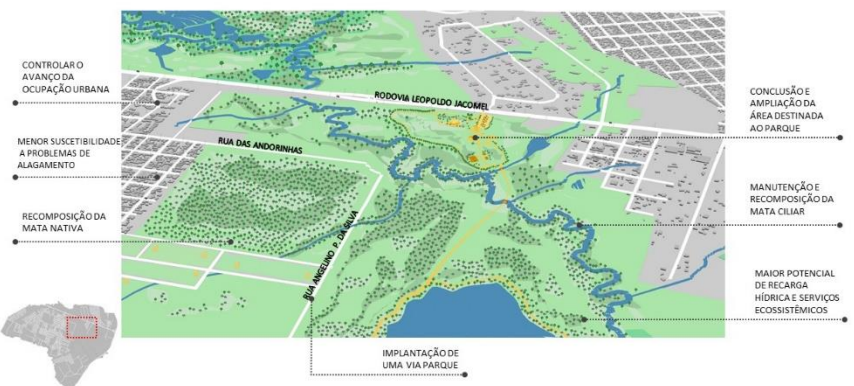 CONTROLAR O
AVANÇO DA
OCUPAÇÃO URBANA
MENOR SUSCETIBILIDADE
A PROBLEMAS DE
ALAGAMENTO
RECOMPOSIÇÃO DA
MATA NATIVA
RODOVIA LEOPOLDO JACOMEL
RUA DAS ANDORINHAS
RUA ANGELINO P. DA SILVA
CONCLUSÃO E
AMPLIAÇÃO DA
ÁREA DESTINADA
AO PARQUE
MANUTENÇÃO E
RECOMPOSIÇÃO DA
MATA CILIAR
MAIOR POTENCIAL
DE RECARGA
HÍDRICA E SERVIÇOS
ECOSSISTÊMICOS
IMPLANTAÇÃO DE
UMA VIA PARQUE